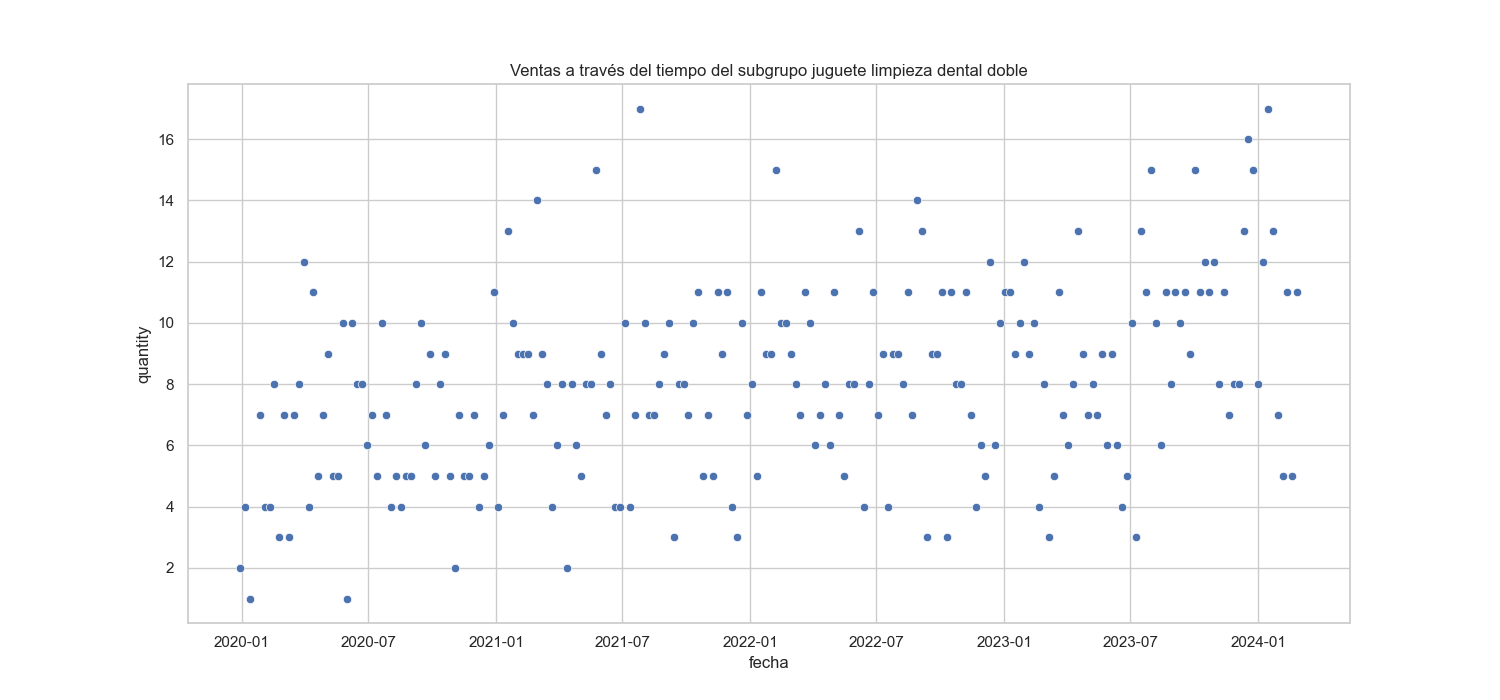 Ventas a través del tiempo del subgrupo juguete limpieza dental doble
16
14
12
10
8
6
4
2
quantity
2020-01 2020-07 2021-01 2021-07 2022-01 2022-07 2023-01 2023-07 2024-01
fecha